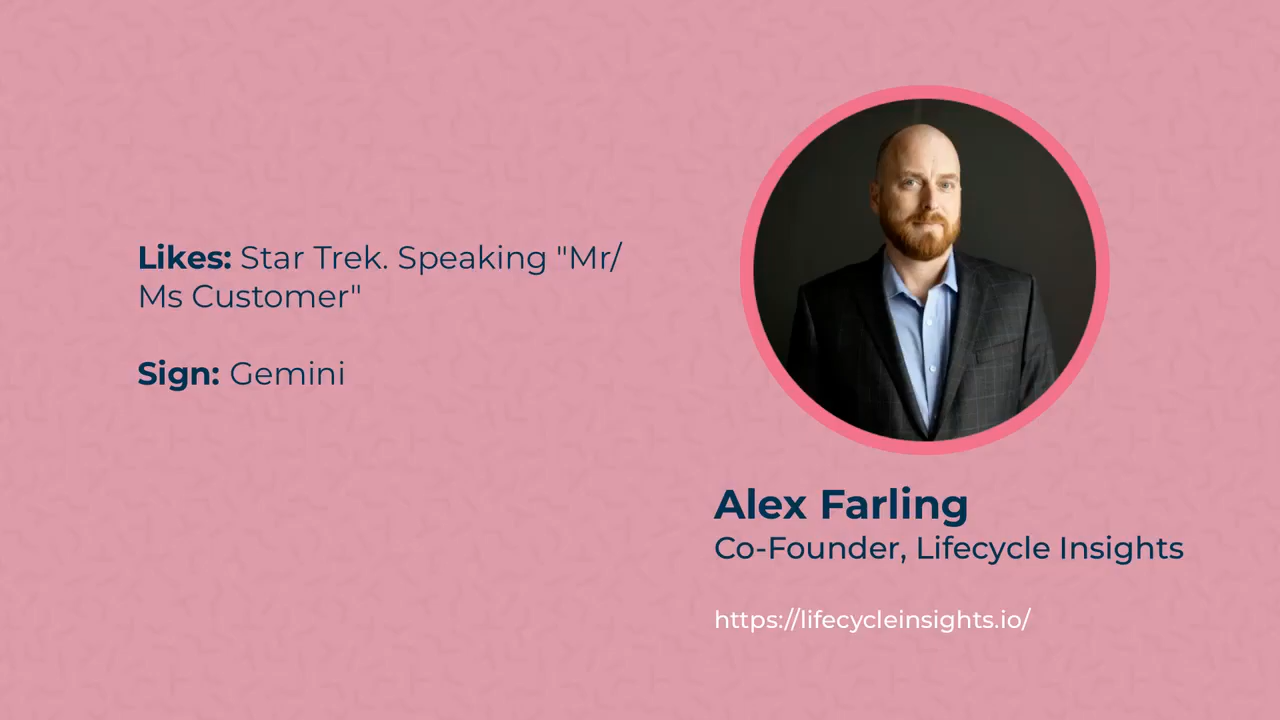 Likes: Star Trek. Speaking "Mr/
Ms Customer"
Sign: Gemini
Alex Farling
Co-Founder, Lifecycle Insights
https://lifecycleinsights.io/